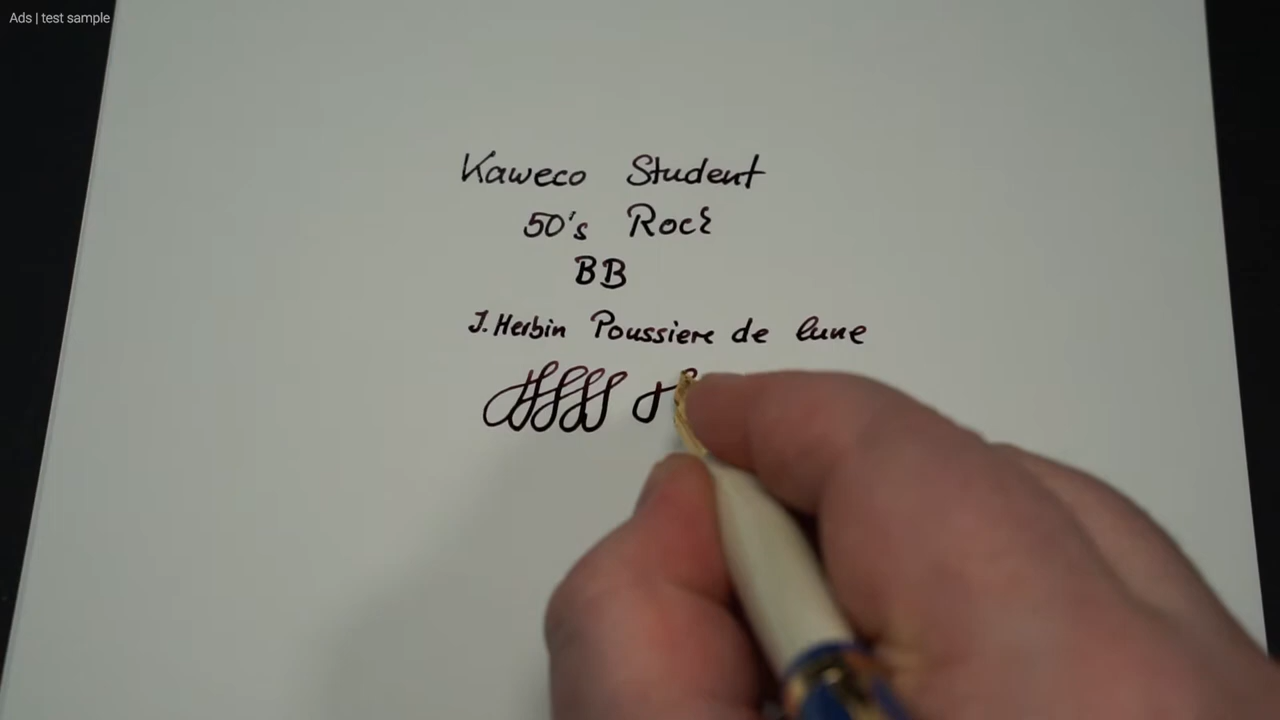 Ads | test sample
Kaweco Student
50's Rock
BB
J. Herbin Poussiere de lune